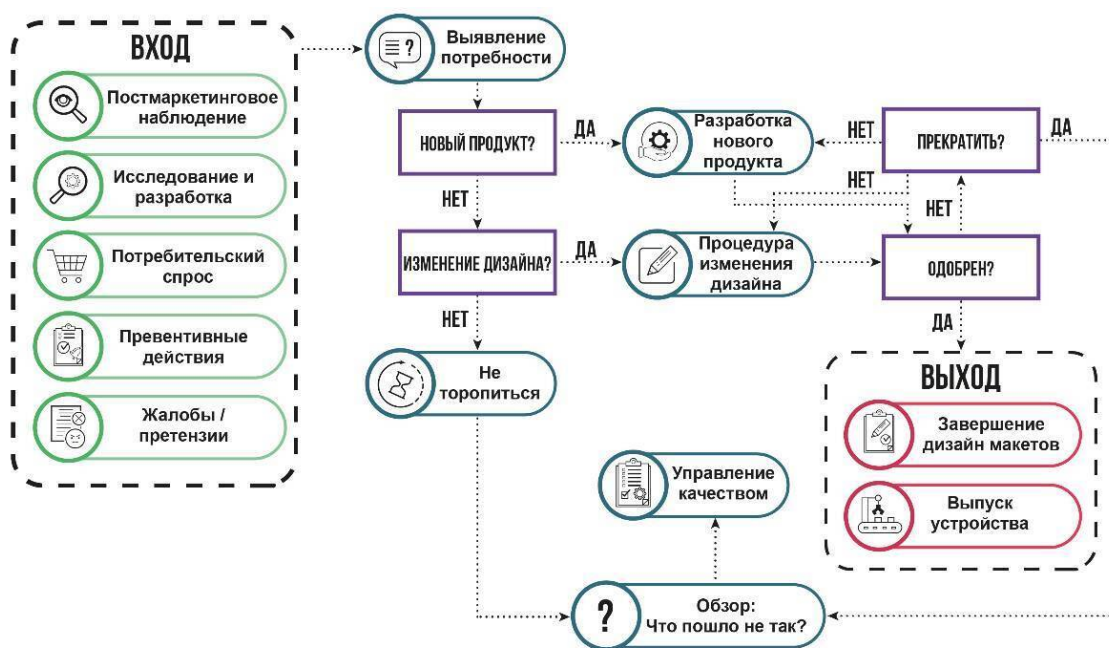 ВХОД
Постмаркетинговое
наблюдение
Исследование и
разработка
Потребительский
спрос
Превентивные
действия
Жалобы /
претензии
?
Выявление
потребности
НОВЫЙ ПРОДУКТ?
ДА
НЕТ
Разработка
нового
продукта
НЕТ
ПРЕКРАТИТЬ?
ДА
НЕТ
НЕТ
ИЗМЕНЕНИЕ ДИЗАЙНА?
ДА
НЕТ
Процедура
изменения
дизайна
ОДОБРЕН?
ДА
Не
торопиться
ВЫХОД
Завершение
дизайн макетов
Выпуск
устройства
Управление
качеством
?
Обзор:
Что пошло не так?